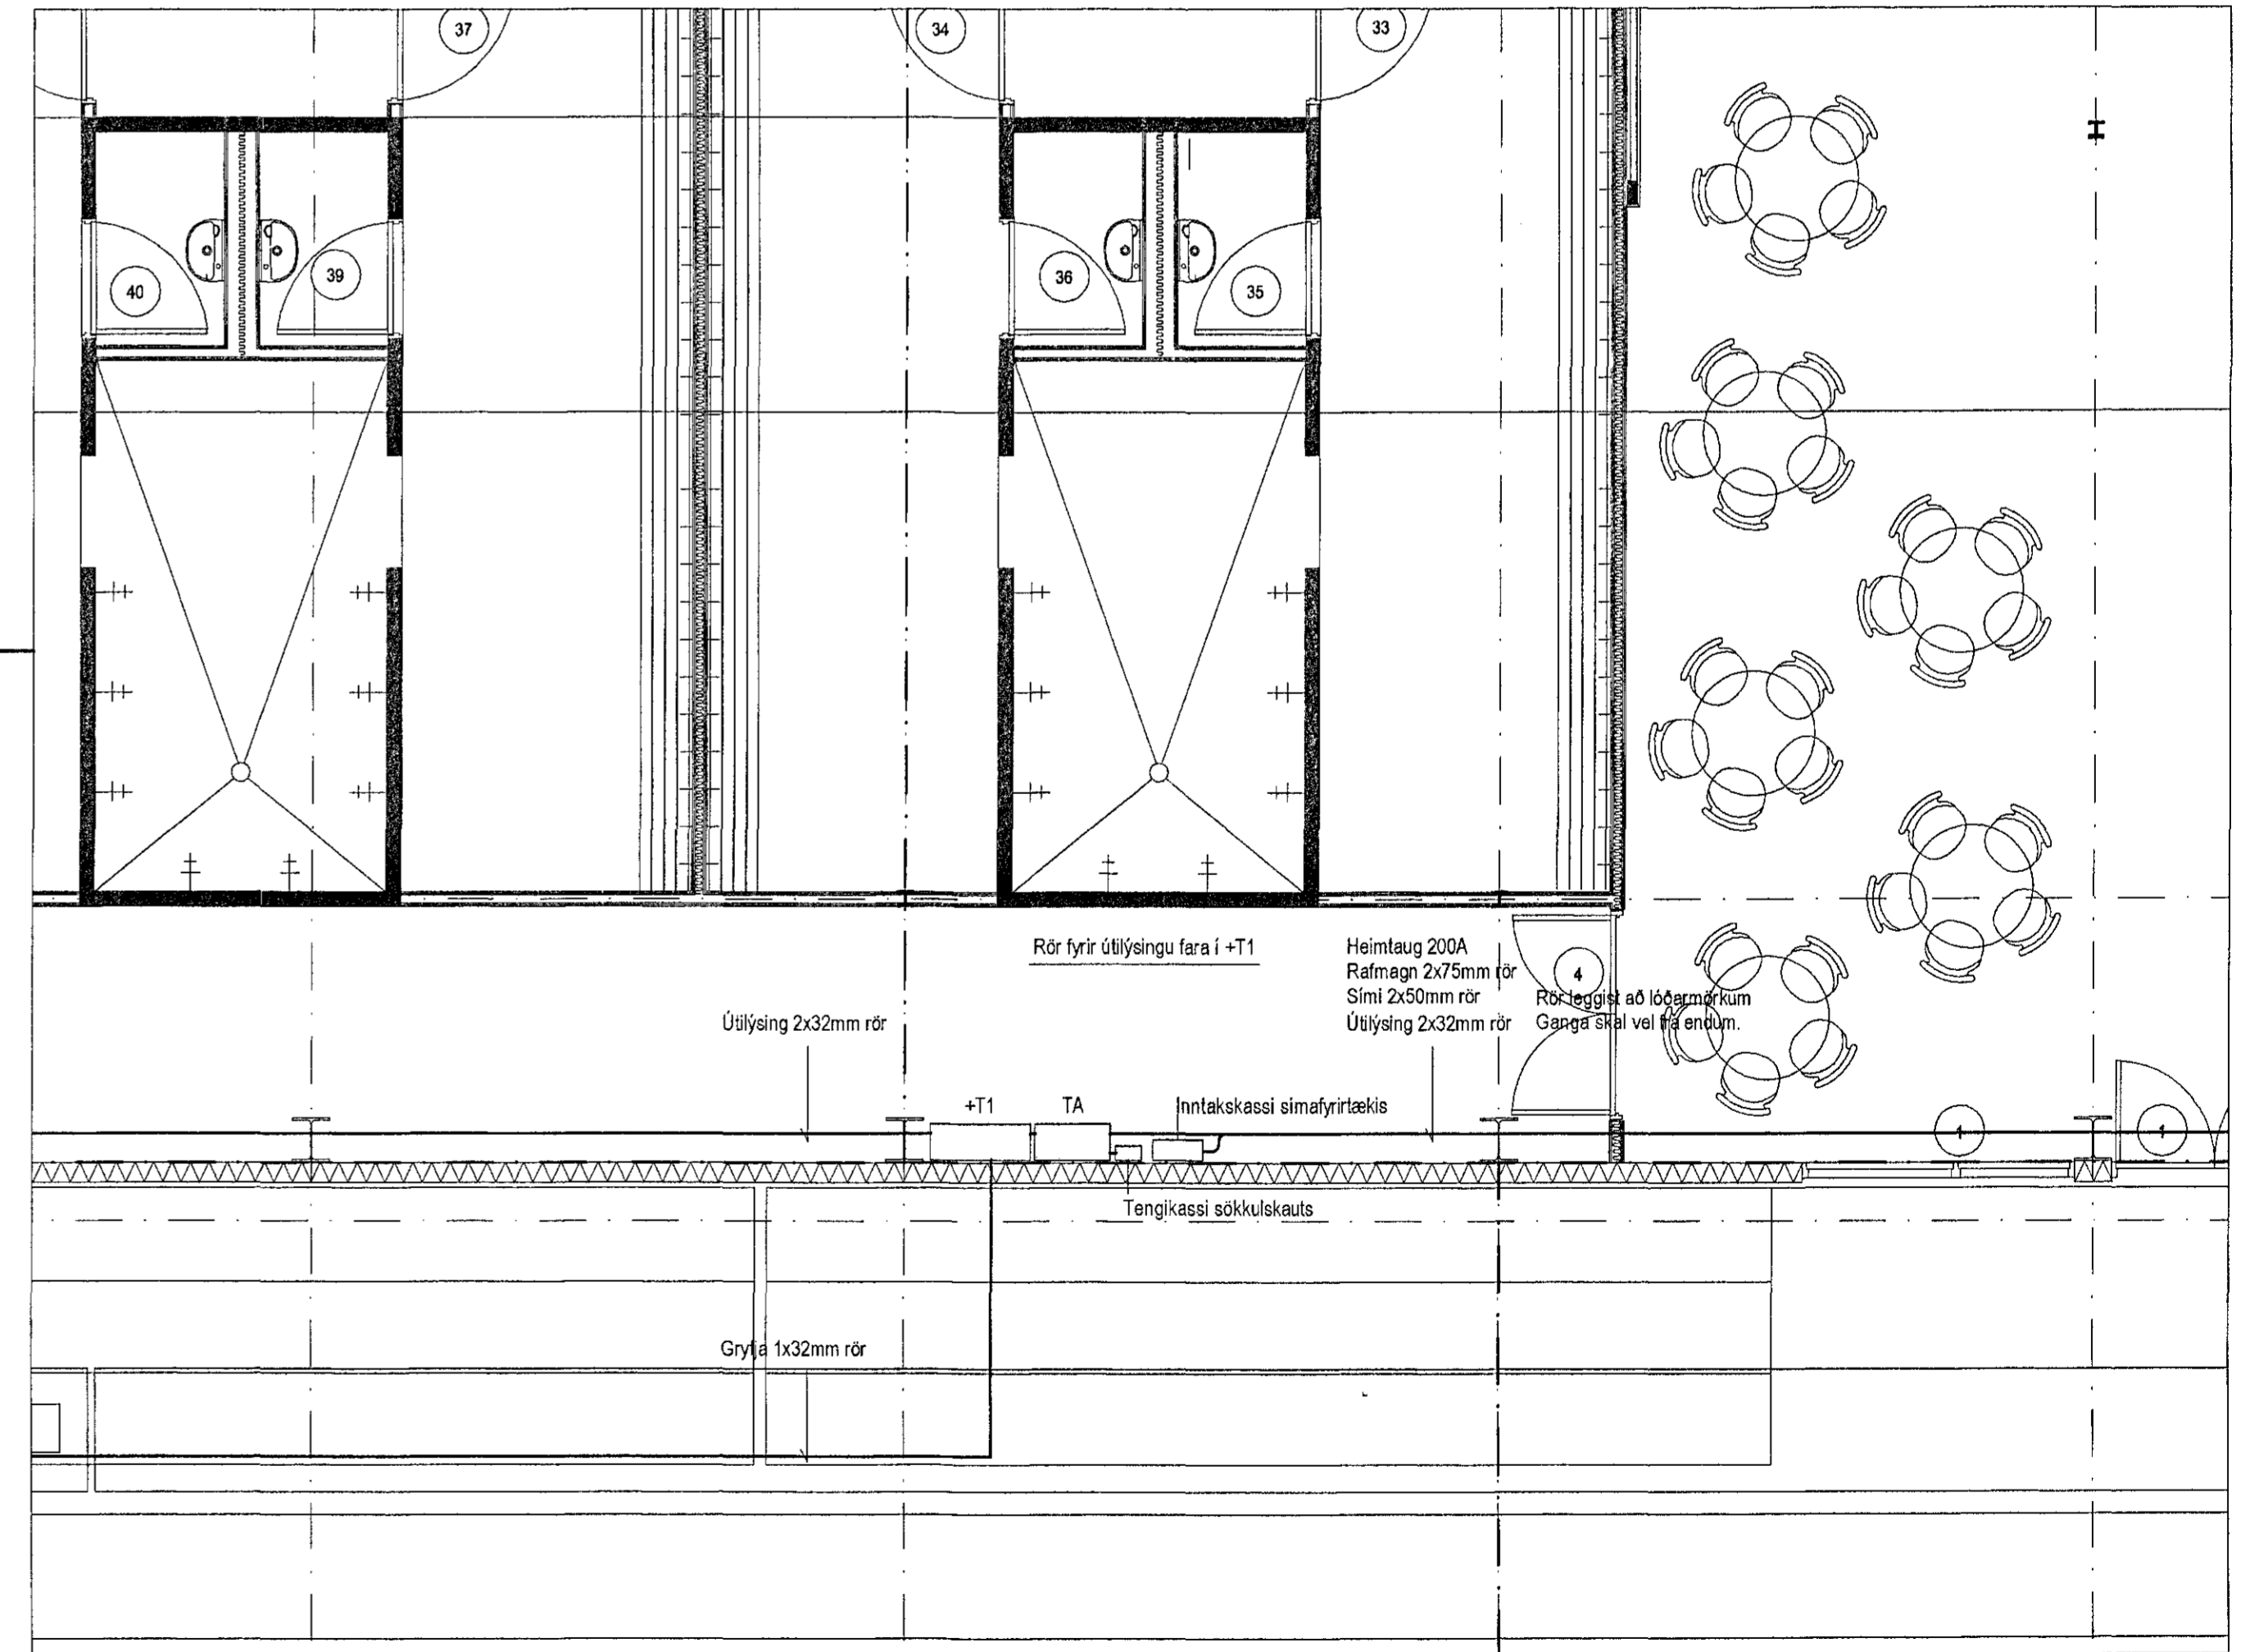 37
34
33
40
39
36
35
Rör fyrir útilýsingu fara í +T1
Heimtaug 200A
Rafmagn 2x75mm rör
Sími 2x50mm rör
Útilýsing 2x32mm rör
4
Rör leggist að lóðarmörkum
Ganga skal vel frá endum.
Útilýsing 2x32mm rör
+T1
TA
Inntakskassi símafyrirtækis
1
1
Tengikassi sökkulskauts
Gryfja 1x32mm rör